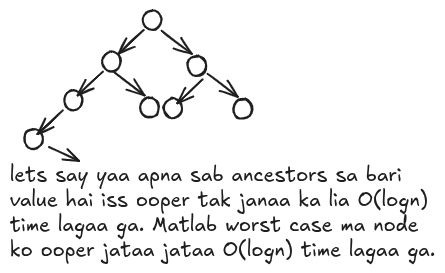 lets say yaa apna sab ancestors sa bari
value hai iss ooper tak janaa ka lia O(logn)
time lagaa ga. Matlab worst case ma node
ko ooper jataa jataa O(logn) time lagaa ga.